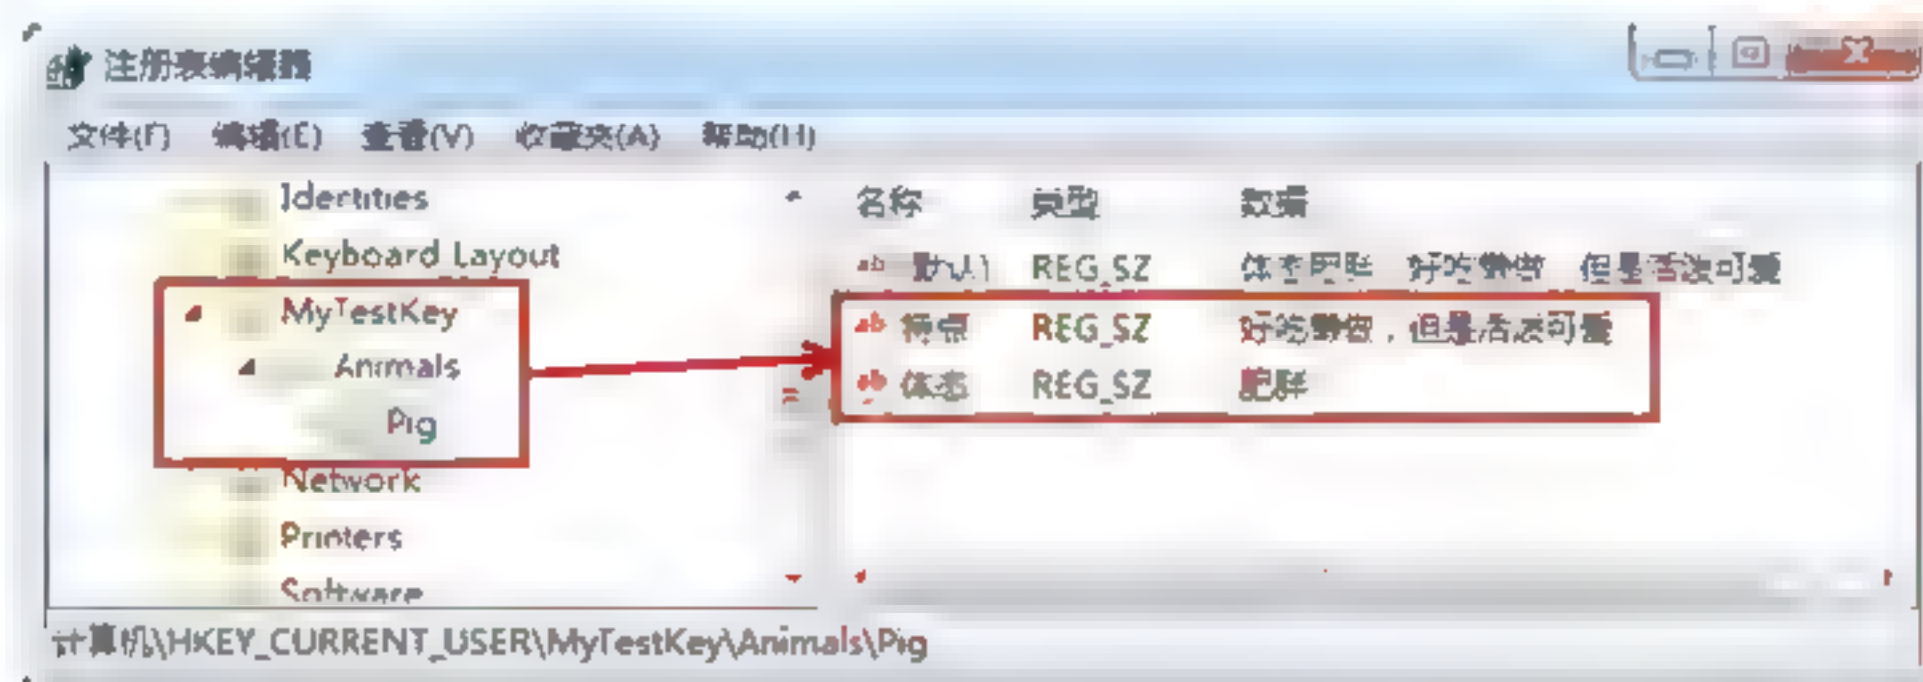 注册表编辑器
文件(F) 编辑(E) 查看(V) 收藏夹(A) 帮助(H)
Identities
Keyboard Layout
MyTestKey
Animals
Pig
Network
Printers
Software
名称 类型 数据
ab (默认) REG_SZ 体态肥胖 好吃懒做 但是活泼可爱
ab 特点 REG_SZ 好吃懒做，但是活泼可爱
ab 体态 REG_SZ 肥胖
计算机\HKEY_CURRENT_USER\MyTestKey\Animals\Pig